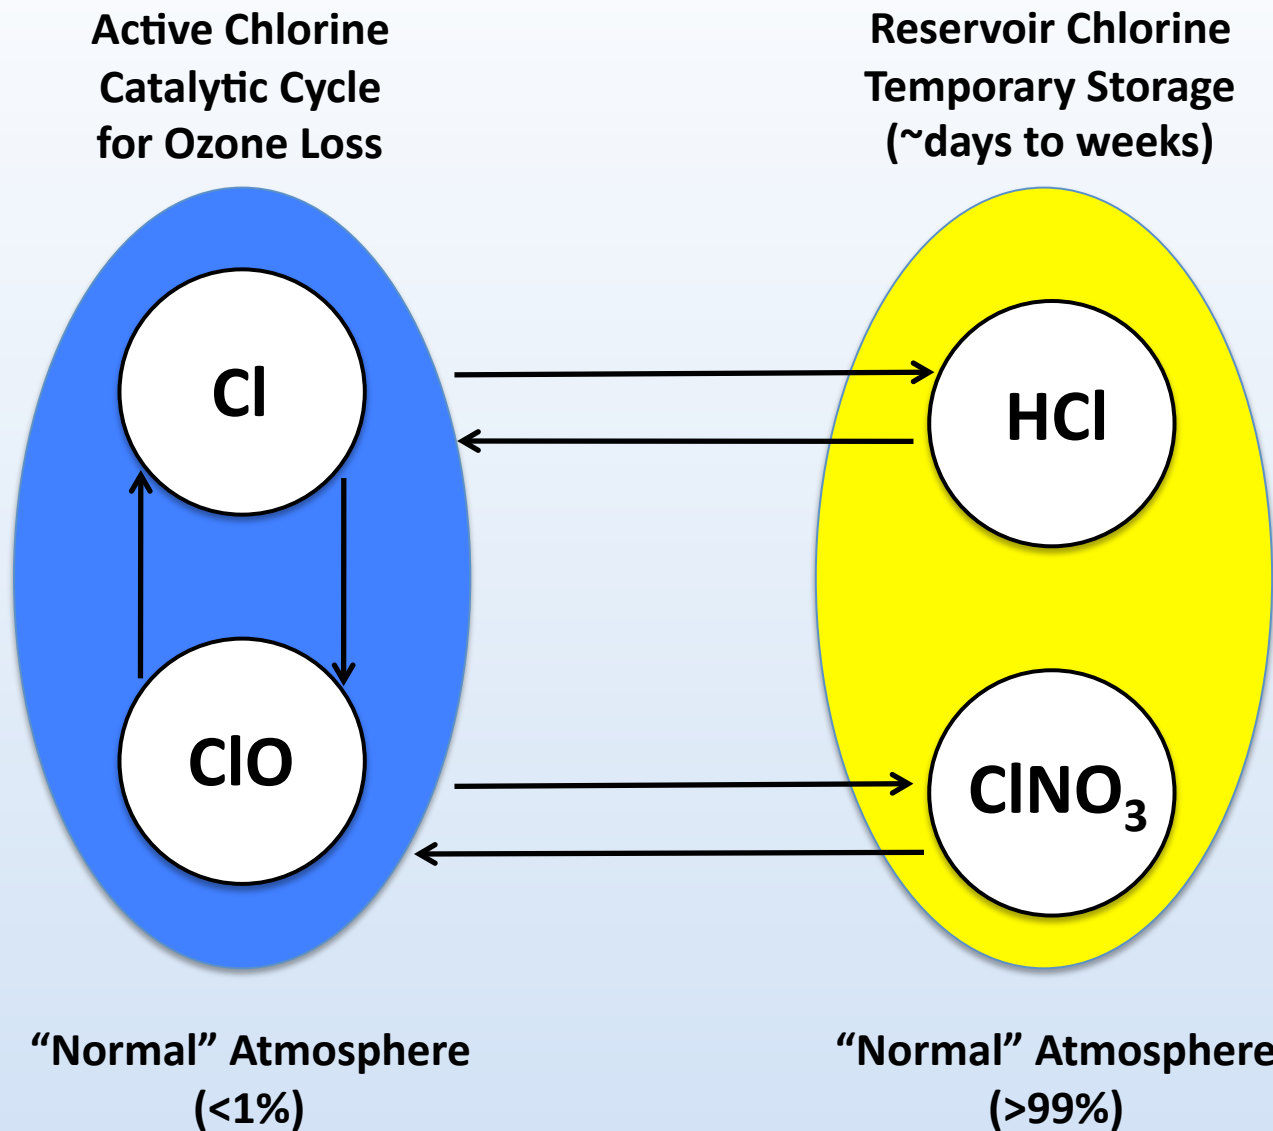 Active Chlorine
Catalytic Cycle
for Ozone Loss
Reservoir Chlorine
Temporary Storage
(~days to weeks)
Cl
HCl
ClO
ClNO₃
“Normal” Atmosphere
(<1%)
“Normal” Atmosphere
(>99%)